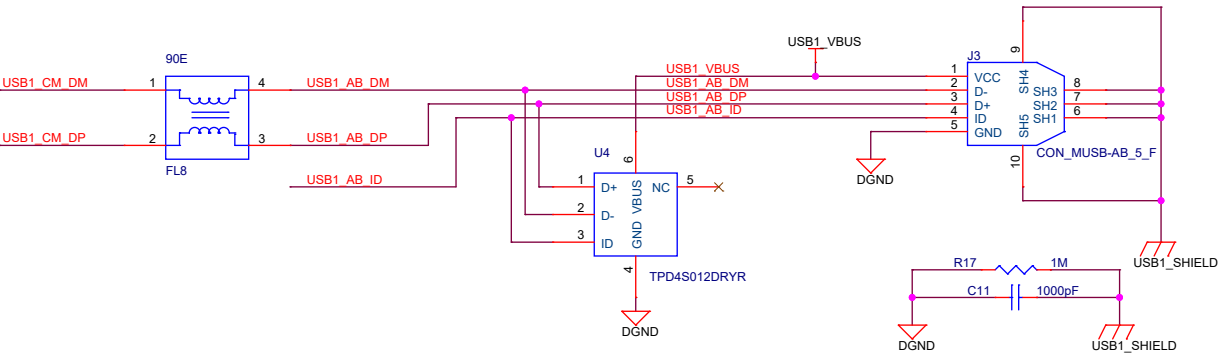 90E
USB1_CM_DM 1 4 USB1_AB_DM
USB1_CM_DP 2 3 USB1_AB_DP
FL8
USB1_AB_ID
USB1_VBUS
USB1_VBUS 1 VCC
USB1_AB_DM 2 D-
USB1_AB_DP 3 D+
USB1_AB_ID 4 ID
5 GND
DGND
J3
9 SH4
SH3 8
SH2 7
SH1 6
SH5 10
CON_MUSB-AB_5_F
USB1_SHIELD
U4
6 VBUS
1 D+
2 D-
3 ID
NC 5
GND 4
TPD4S012DRYR
DGND
R17 1M
C11 1000pF
DGND
USB1_SHIELD